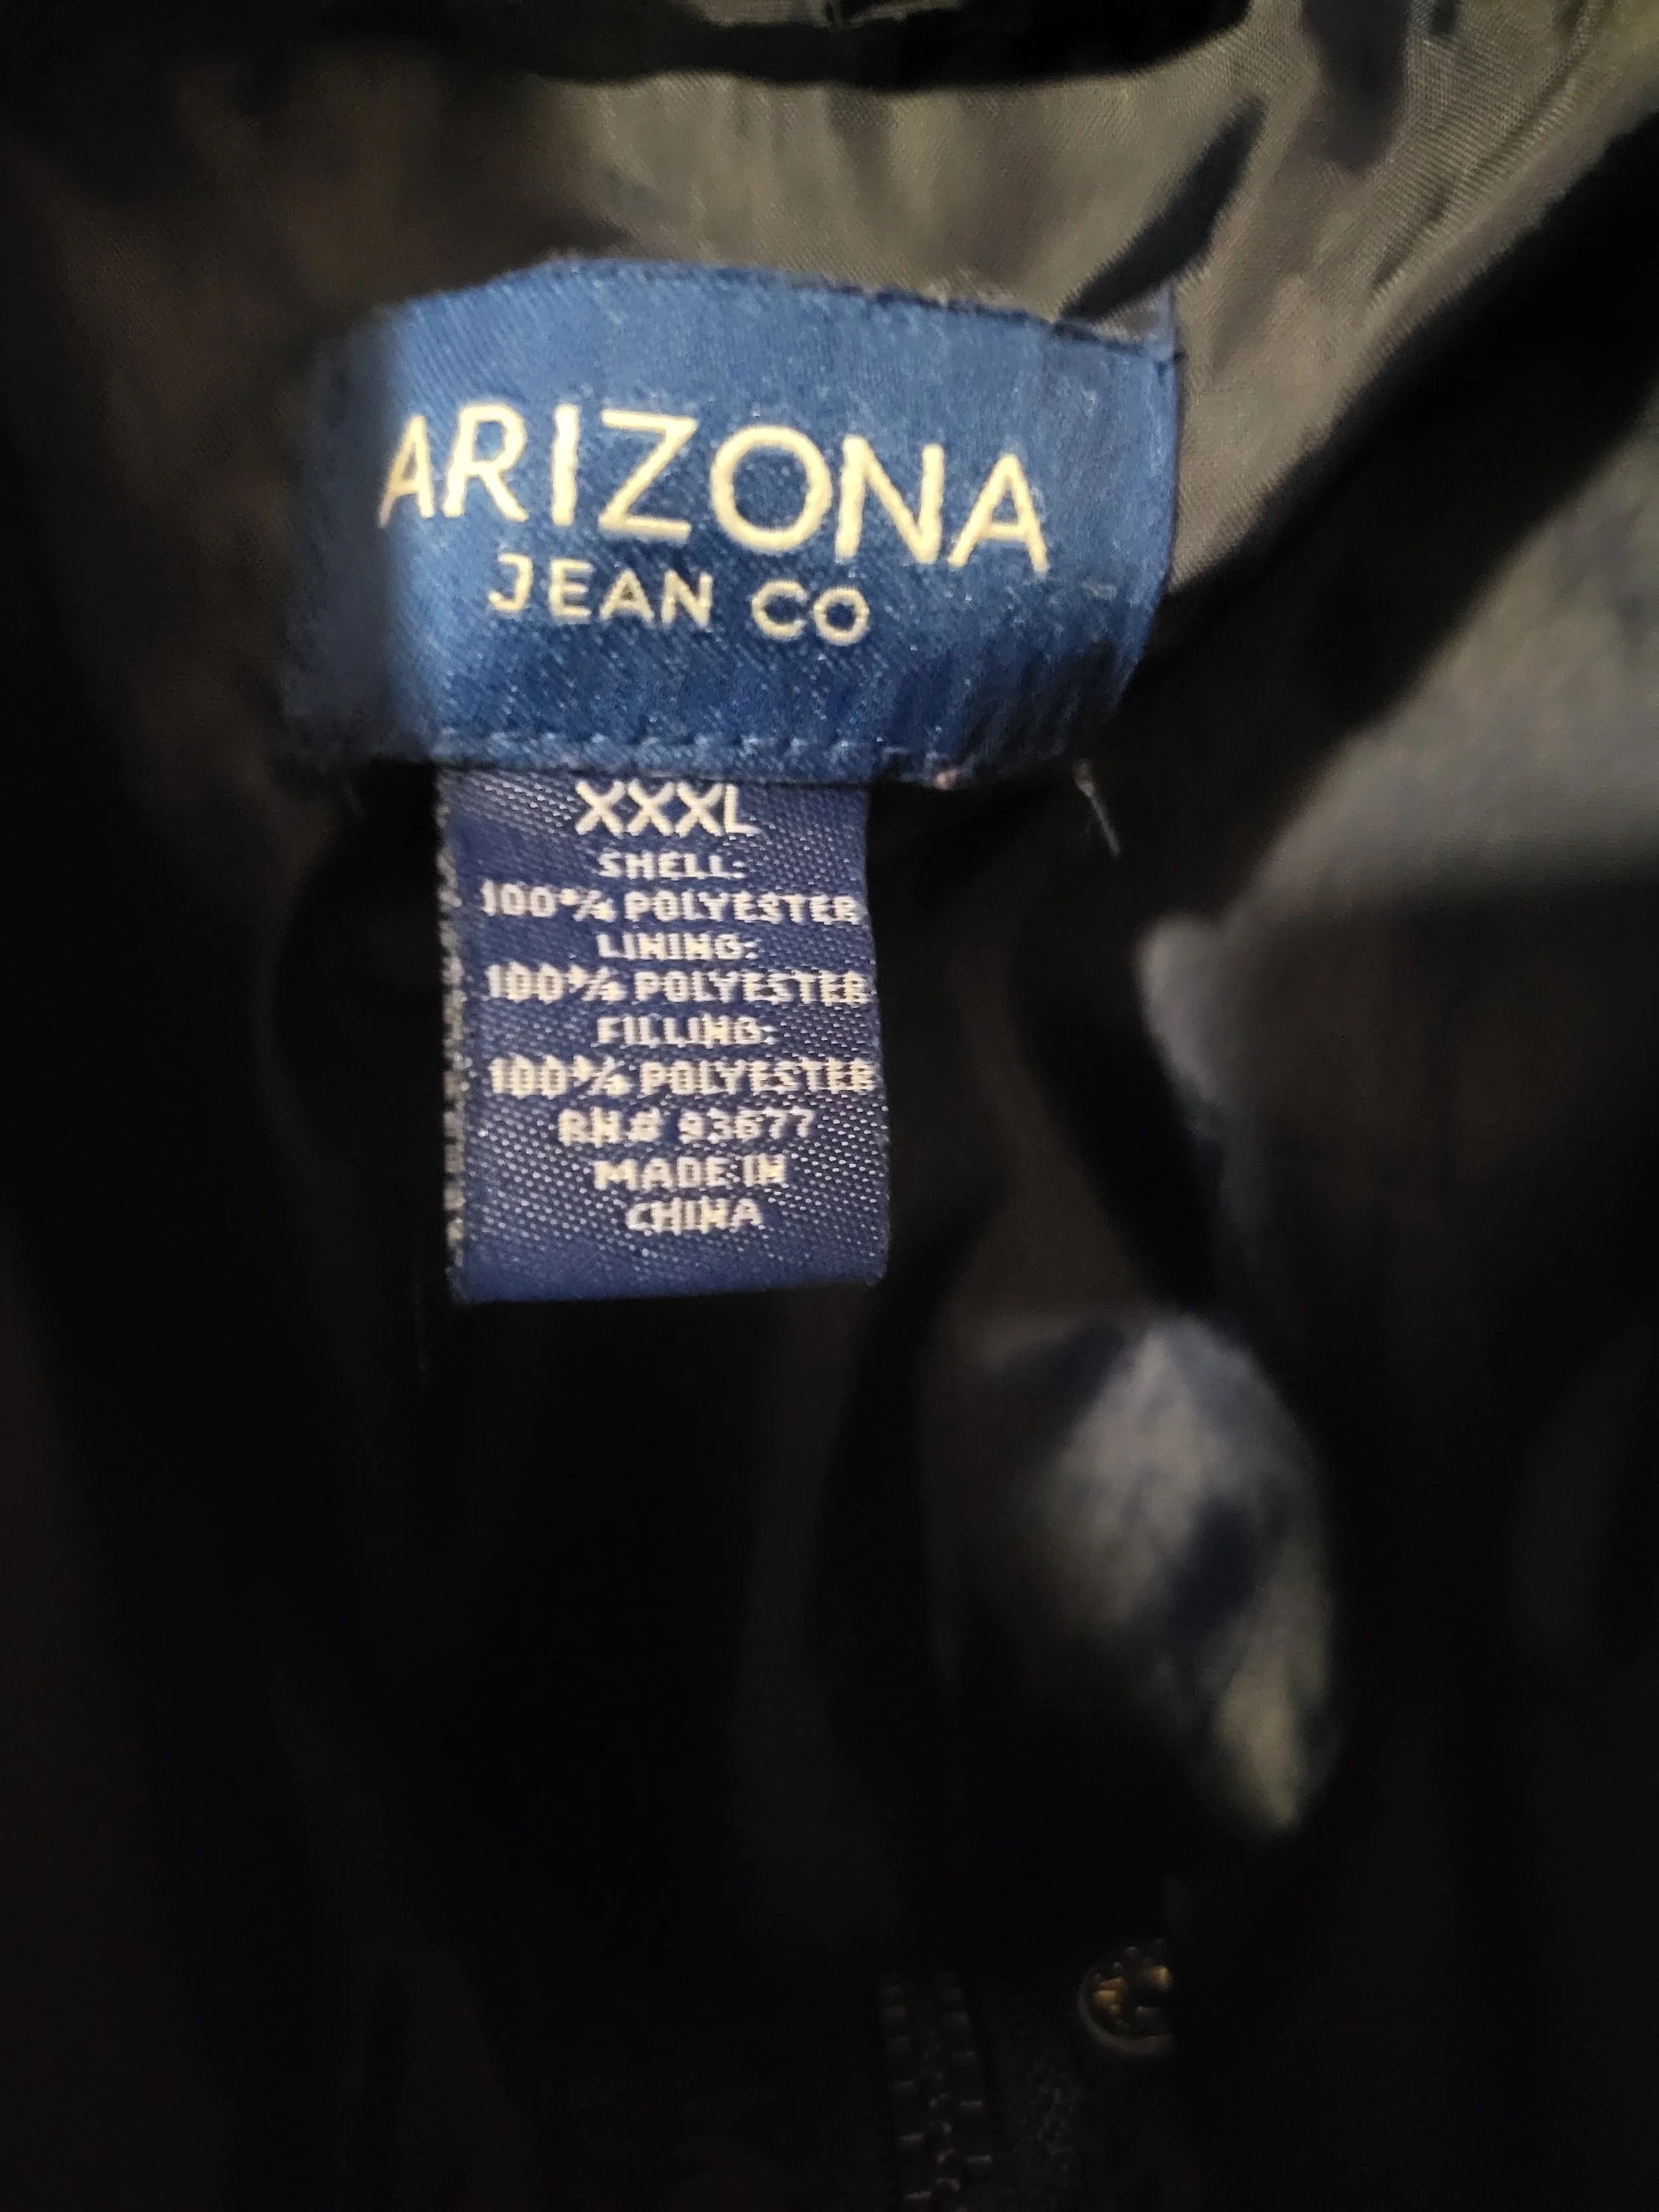 ARIZONA
JEAN CO
XXXL
SHELL:
100% POLYESTER
LINING:
100% POLYESTER
FILLING:
100% POLYESTER
RN# 93677
MADE IN
CHINA